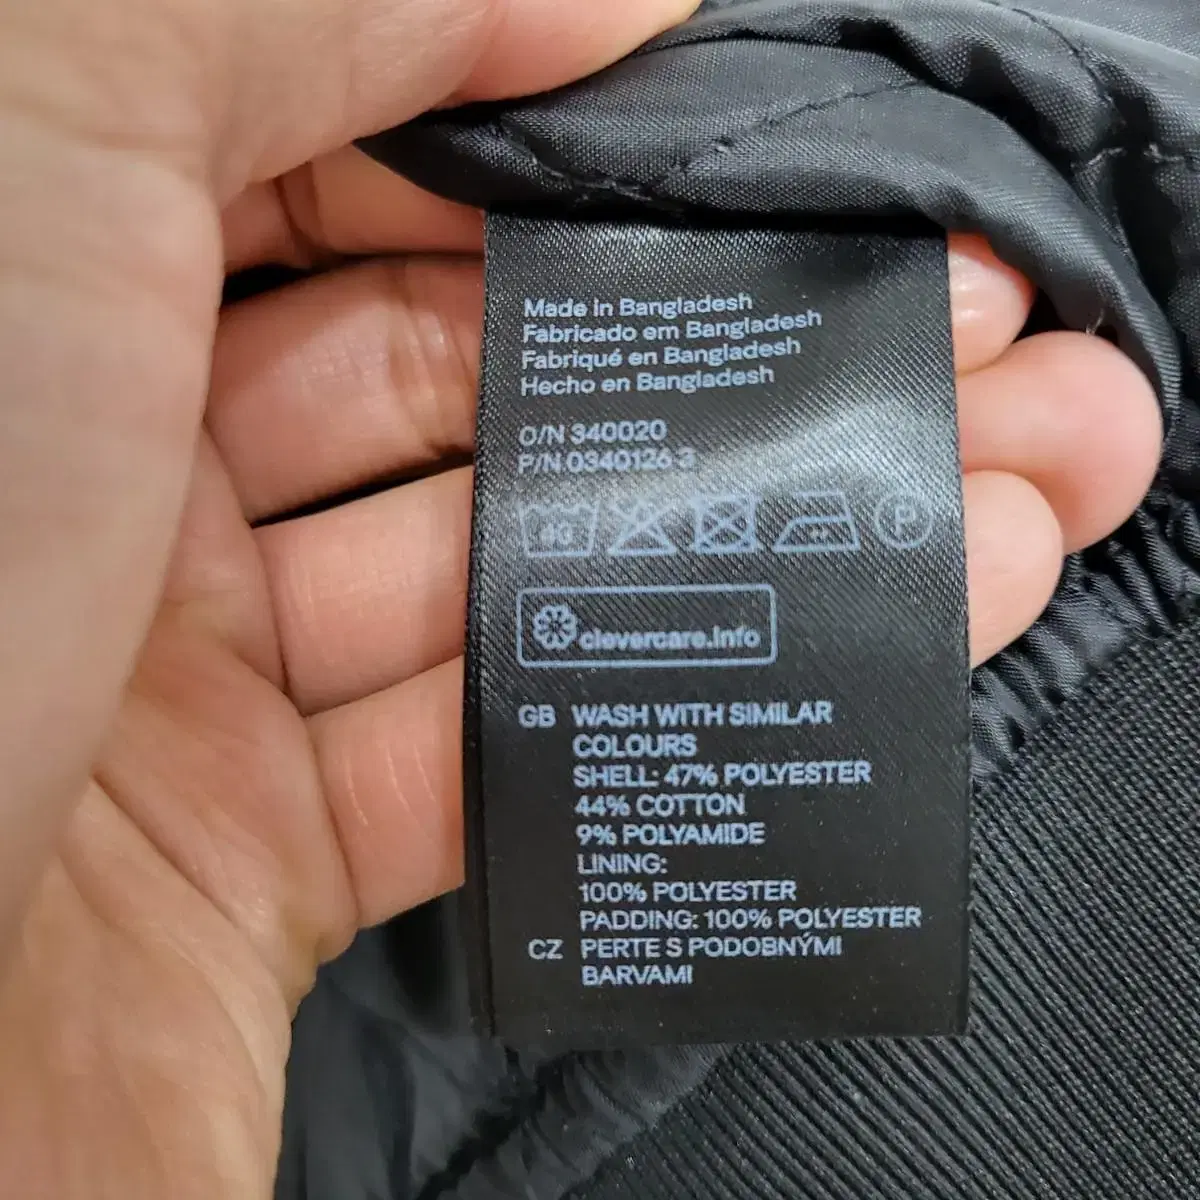 Made in Bangladesh
Fabricado em Bangladesh
Fabriqué en Bangladesh
Hecho en Bangladesh
O/N 340020
P/N 0340126 3
40 P
clevercare.info
GB WASH WITH SIMILAR
COLOURS
SHELL: 47% POLYESTER
44% COTTON
9% POLYAMIDE
LINING:
100% POLYESTER
PADDING: 100% POLYESTER
CZ PERTE S PODOBNÝMI
BARVAMI